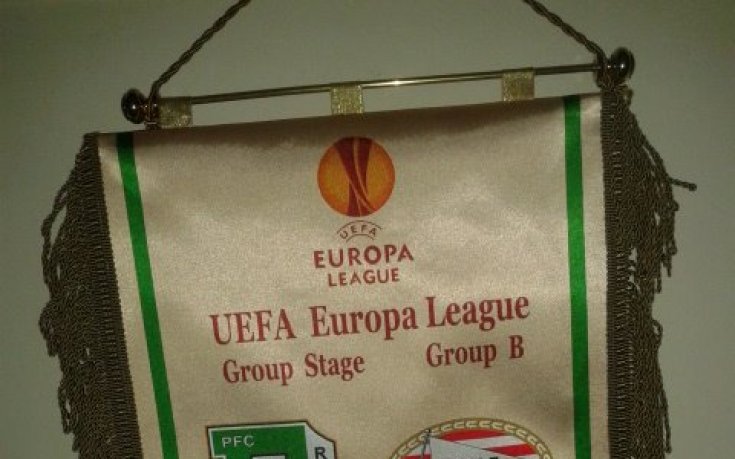 UEFA
EUROPA
LEAGUE
UEFA Europa League
Group Stage Group B
PFC
R